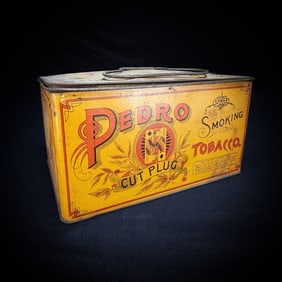 PEDRO
CUT PLUG
SMOKING
TOBACCO.